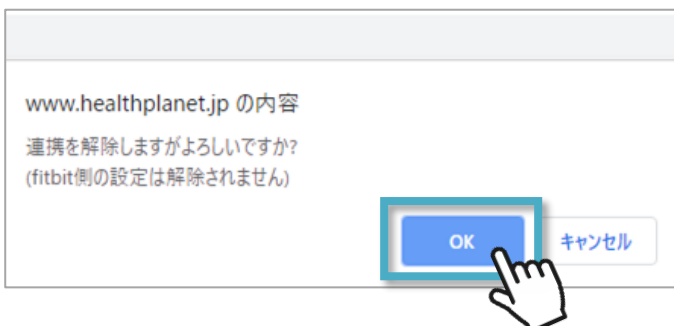 www.healthplanet.jp の内容
連携を解除しますがよろしいですか?
(fitbit側の設定は解除されません)
OK
キャンセル